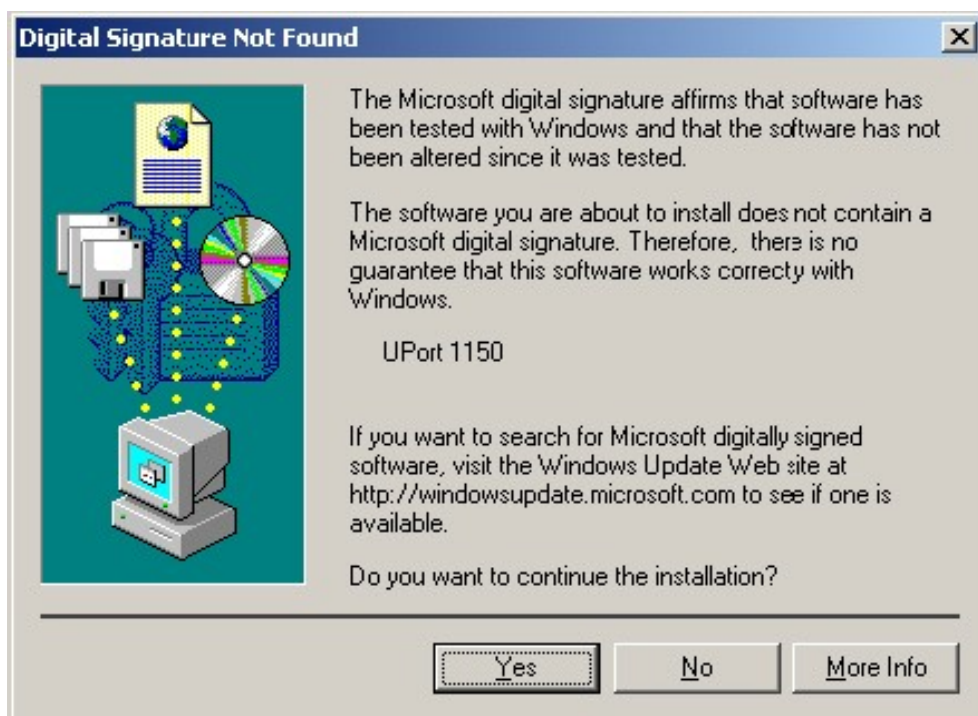 Digital Signature Not Found
The Microsoft digital signature affirms that software has
been tested with Windows and that the software has not
been altered since it was tested.
The software you are about to install does not contain a
Microsoft digital signature. Therefore, there is no
guarantee that this software works correcty with
Windows.
UPort 1150
If you want to search for Microsoft digitally signed
software, visit the Windows Update Web site at
http://windowsupdate.microsoft.com to see if one is
available.
Do you want to continue the installation?
Yes No More Info